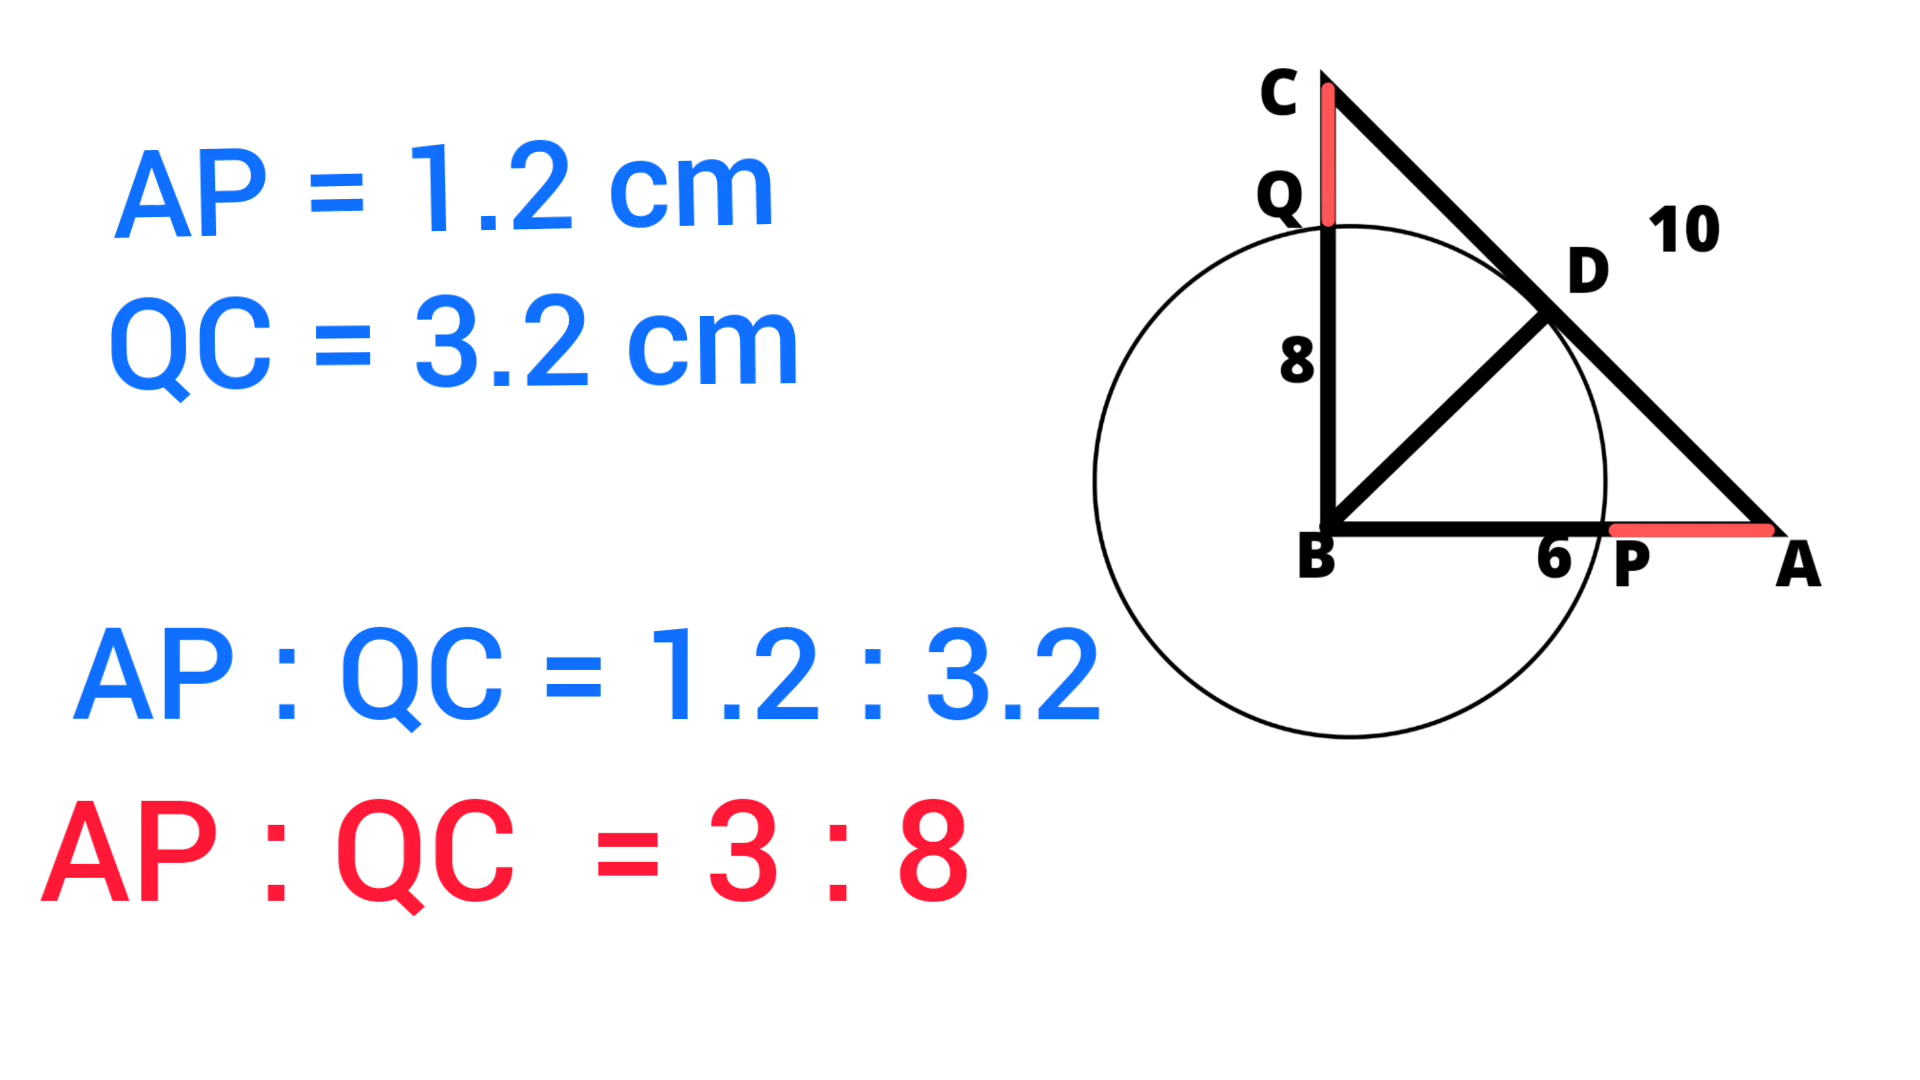 AP = 1.2 cm
QC = 3.2 cm
AP : QC = 1.2 : 3.2
AP : QC = 3 : 8
C
Q
10
D
8
B
6
P
A